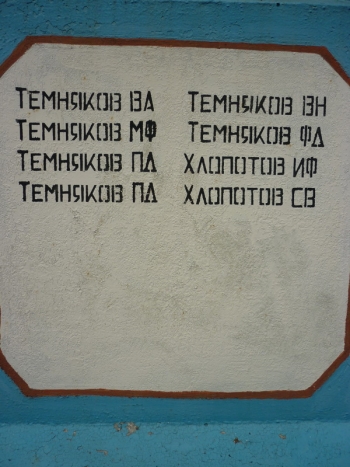 ТЕМНЯКОВ ВА
ТЕМНЯКОВ МФ
ТЕМНЯКОВ ПД
ТЕМНЯКОВ ПД
ТЕМНЯКОВ ВН
ТЕМНЯКОВ ФД
ХЛОПОТОВ ИФ
ХЛОПОТОВ СВ